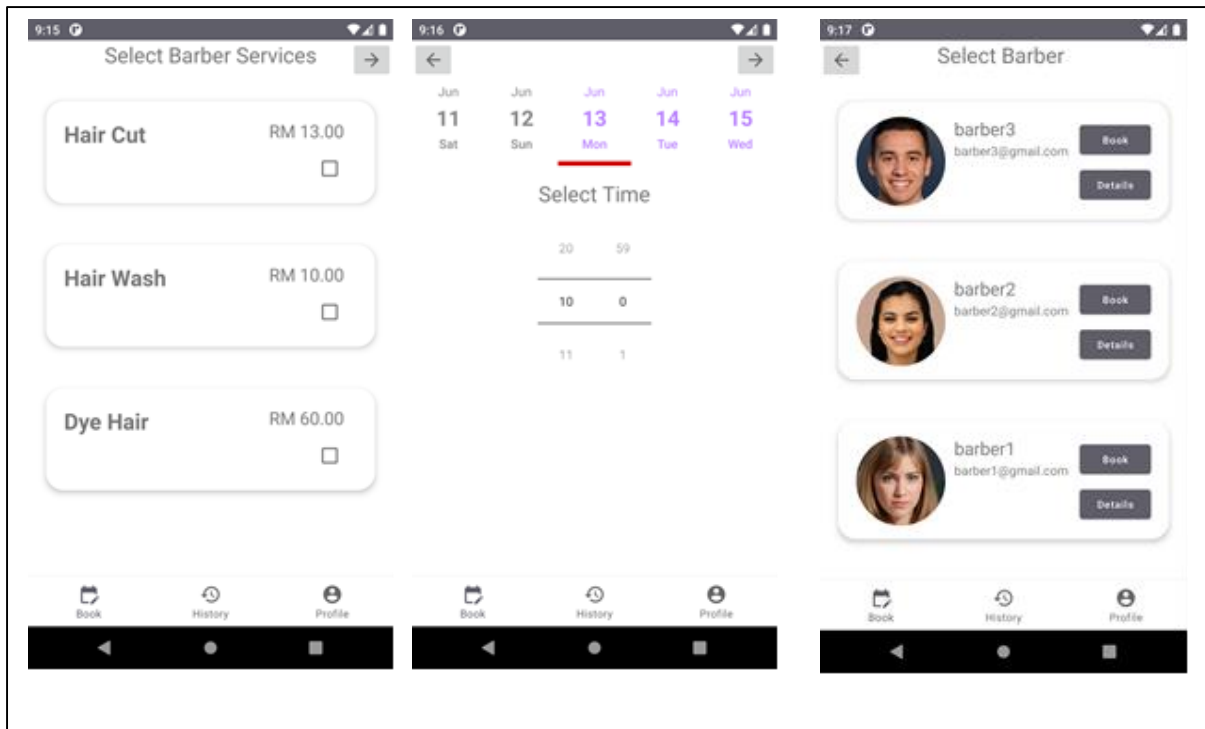 9:15
Select Barber Services
Hair Cut
RM 13.00
Hair Wash
RM 10.00
Dye Hair
RM 60.00
Book History Profile
9:16
Jun Jun Jun Jun Jun
11 12 13 14 15
Sat Sun Mon Tue Wed
Select Time
20 59
10 0
11 1
Book History Profile
9:17
Select Barber
barber3
barber3@gmail.com
Book
Details
barber2
barber2@gmail.com
Book
Details
barber1
barber1@gmail.com
Book
Details
Book History Profile